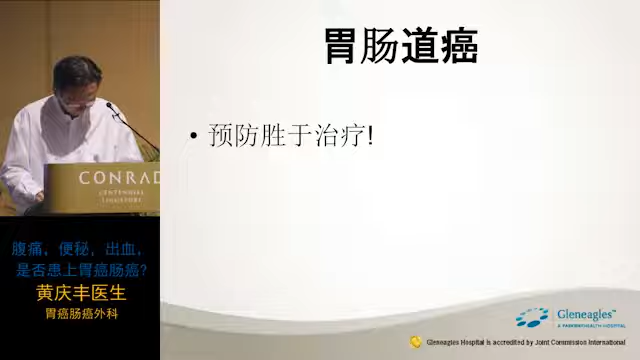 胃肠道癌
• 预防胜于治疗!
CONRAD
CENTENNIAL
SINGAPORE
腹痛，便秘，出血，
是否患上胃癌肠癌?
黄庆丰医生
胃癌肠癌外科
Gleneagles™
A PARKWAYHEALTH HOSPITAL
Gleneagles Hospital is accredited by Joint Commission International